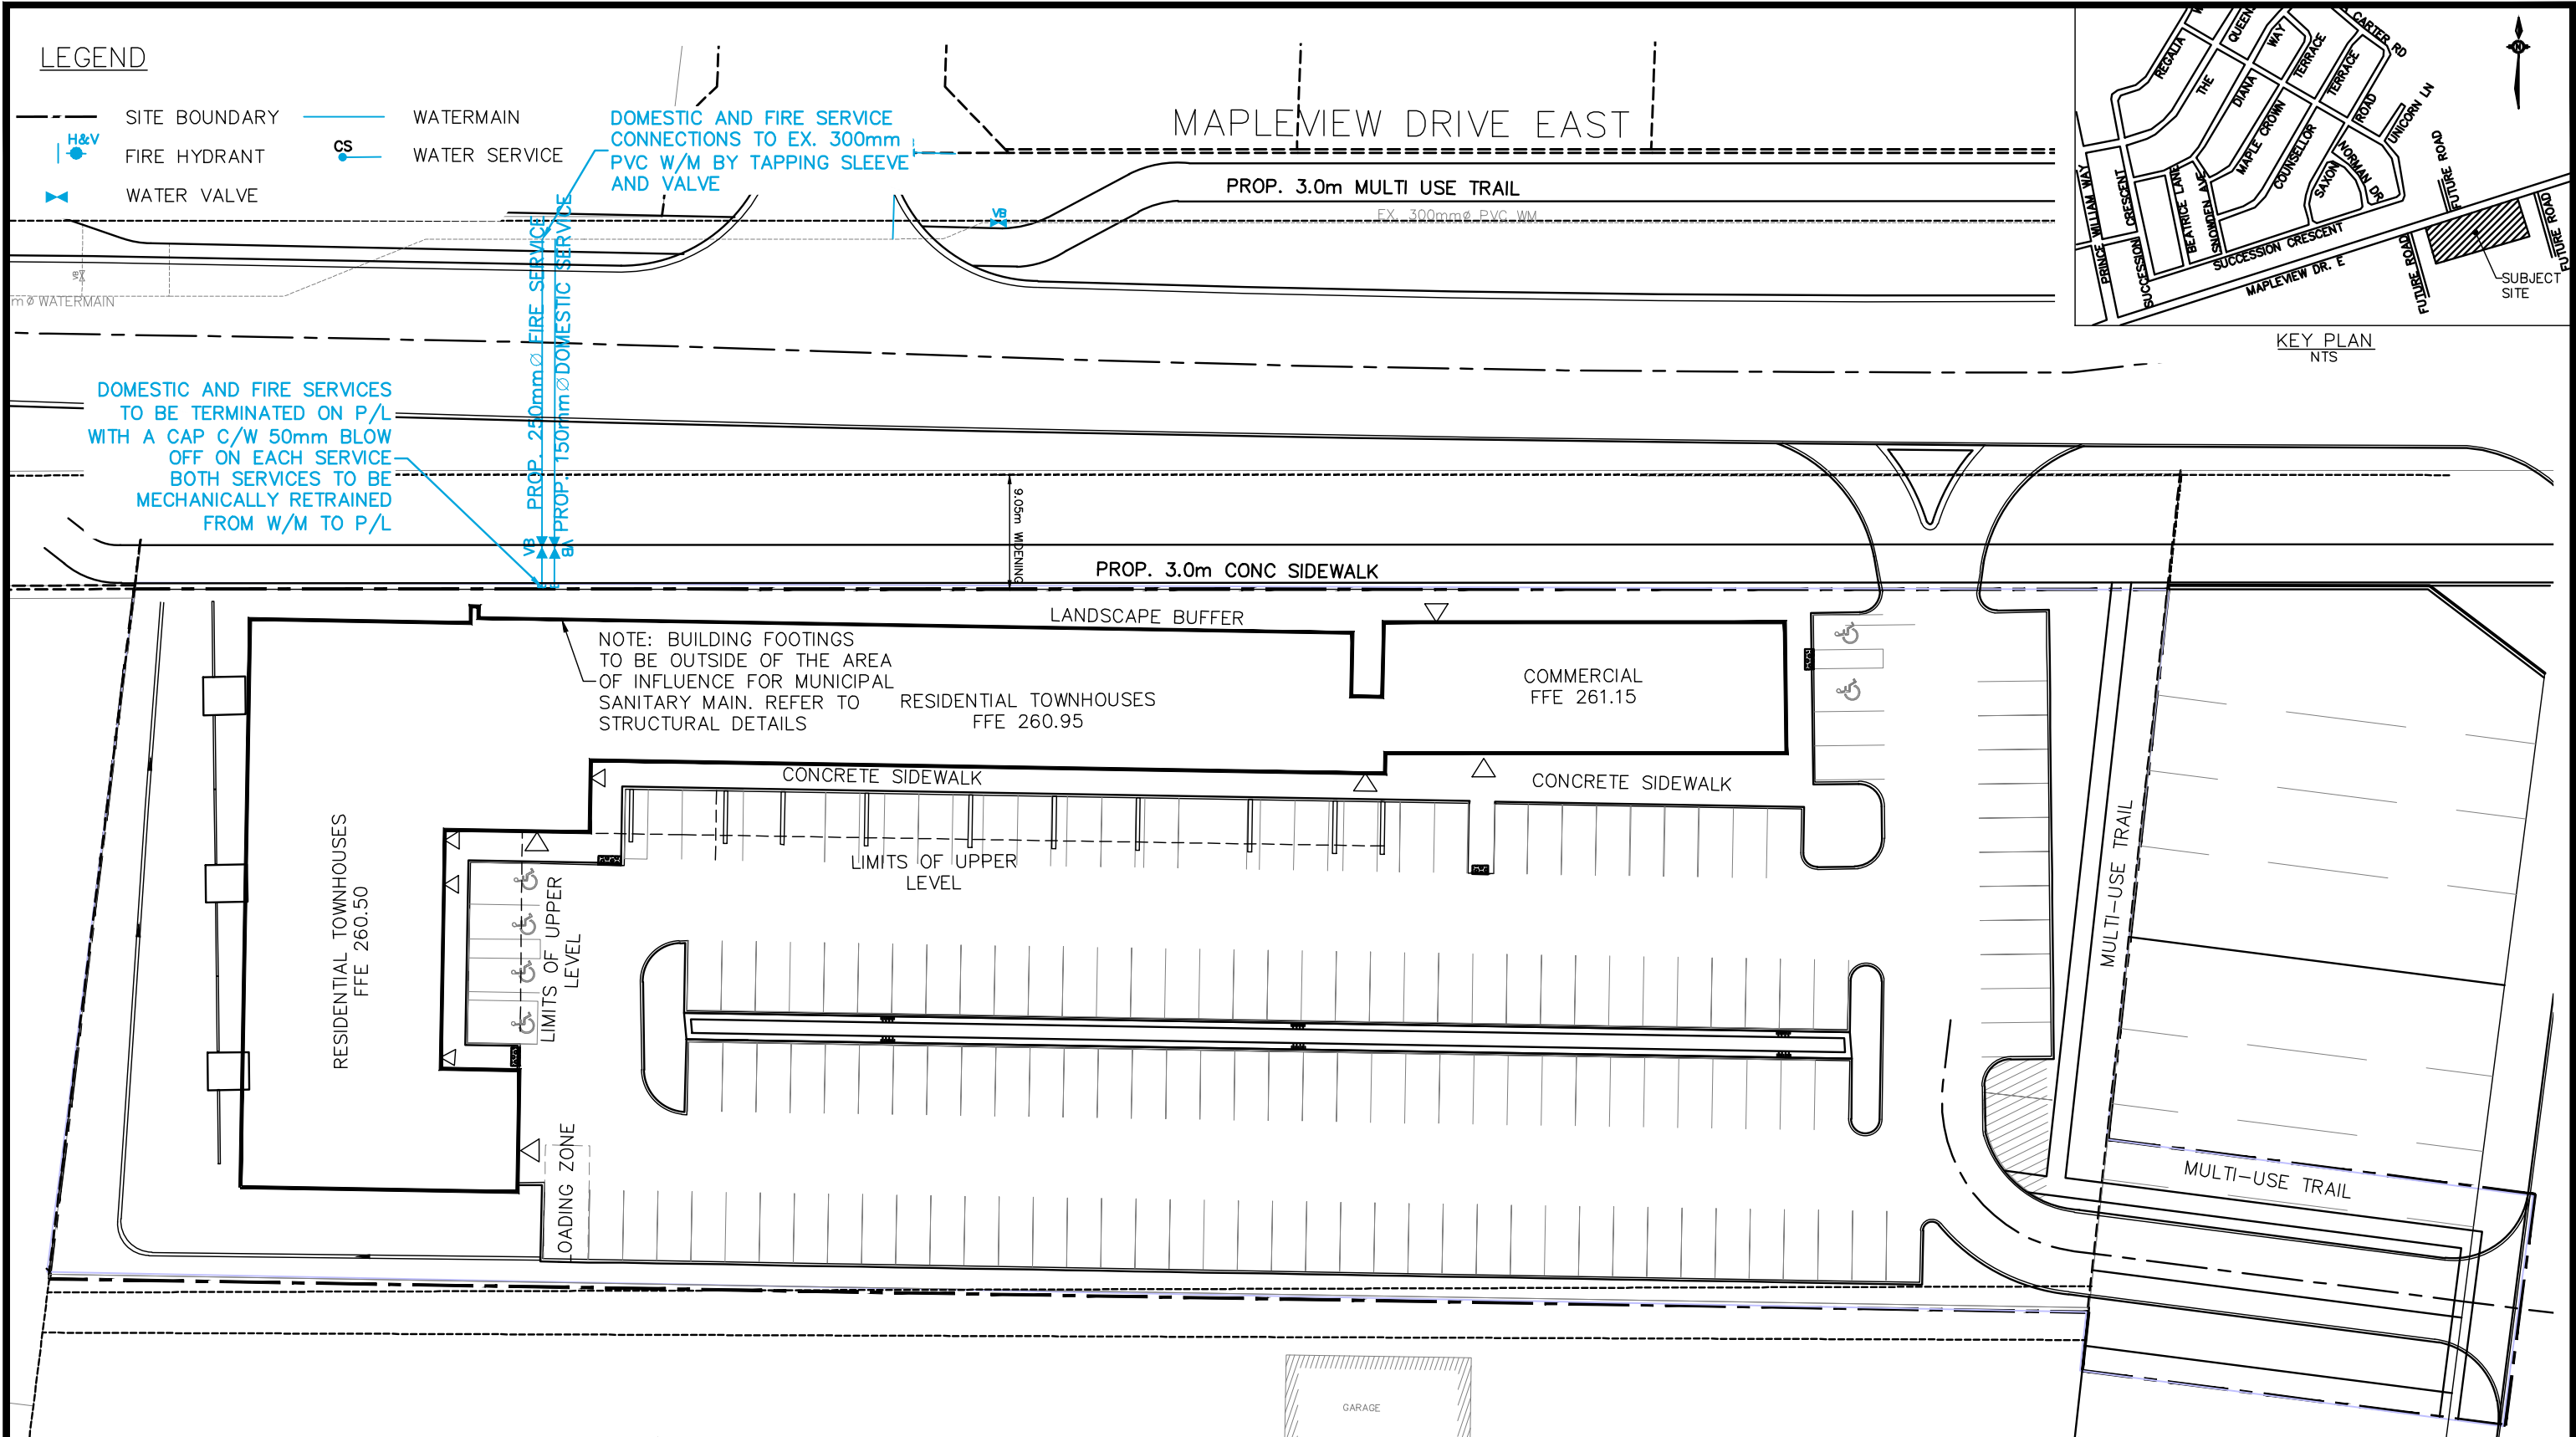 LEGEND
SITE BOUNDARY
WATERMAIN
H&V
FIRE HYDRANT
CS
WATER SERVICE
WATER VALVE
DOMESTIC AND FIRE SERVICE
CONNECTIONS TO EX. 300mm
PVC W/M BY TAPPING SLEEVE
AND VALVE
MAPLEVIEW DRIVE EAST
PROP. 3.0m MULTI USE TRAIL
EX. 300mmø PVC WM
VB
VB
mø WATERMAIN
PROP. 250mmØ FIRE SERVICE
PROP. 150mmØ DOMESTIC SERVICE
VB
VB
DOMESTIC AND FIRE SERVICES
TO BE TERMINATED ON P/L
WITH A CAP C/W 50mm BLOW
OFF ON EACH SERVICE
BOTH SERVICES TO BE
MECHANICALLY RETRAINED
FROM W/M TO P/L
9.05m WIDENING
PROP. 3.0m CONC SIDEWALK
LANDSCAPE BUFFER
NOTE: BUILDING FOOTINGS
TO BE OUTSIDE OF THE AREA
OF INFLUENCE FOR MUNICIPAL
SANITARY MAIN. REFER TO
STRUCTURAL DETAILS
RESIDENTIAL TOWNHOUSES
FFE 260.95
COMMERCIAL
FFE 261.15
CONCRETE SIDEWALK
CONCRETE SIDEWALK
LIMITS OF UPPER
LEVEL
RESIDENTIAL TOWNHOUSES
FFE 260.50
LIMITS OF UPPER
LEVEL
LOADING ZONE
MULTI-USE TRAIL
MULTI-USE TRAIL
GARAGE
REGALIA
QUEENS
WAY
CARTER RD
THE
DIANA
TERRACE
TERRACE
MAPLE CROWN
COUNSELLOR
ROAD
UNICORN LN
SAXON
NORMAN DR
PRINCE WILLIAM WAY
SUCCESSION CRESCENT
BEATRICE LANE
SNOWDEN AVE
SUCCESSION CRESCENT
MAPLEVIEW DR. E
FUTURE ROAD
FUTURE ROAD
FUTURE ROAD
N
SUBJECT
SITE
KEY PLAN
NTS